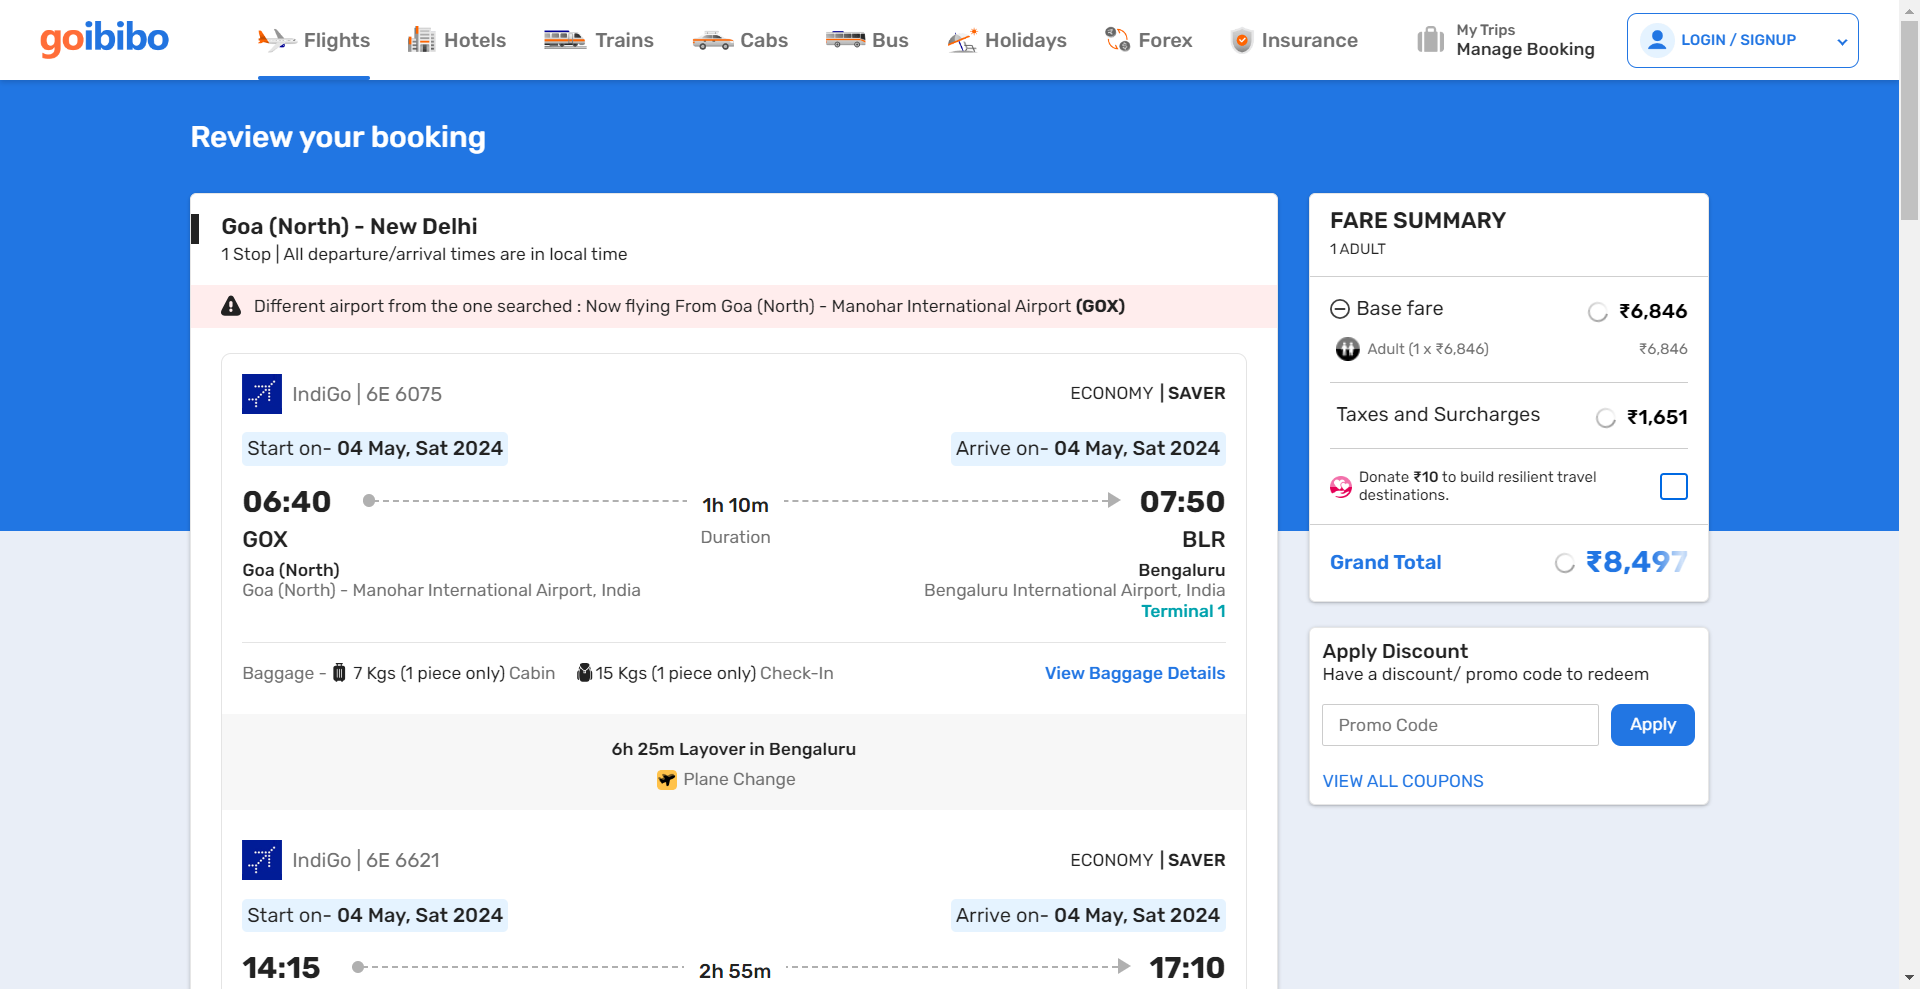 goibibo
Flights
Hotels
Trains
Cabs
Bus
Holidays
Forex
Insurance
My Trips
Manage Booking
LOGIN / SIGNUP
Review your booking
Goa (North) - New Delhi
1 Stop | All departure/arrival times are in local time
Different airport from the one searched : Now flying From Goa (North) - Manohar International Airport (GOX)
IndiGo | 6E 6075
ECONOMY | SAVER
Start on- 04 May, Sat 2024
Arrive on- 04 May, Sat 2024
06:40
1h 10m
07:50
GOX
Duration
BLR
Goa (North)
Bengaluru
Goa (North) - Manohar International Airport, India
Bengaluru International Airport, India
Terminal 1
Baggage - 7 Kgs (1 piece only) Cabin 15 Kgs (1 piece only) Check-In
View Baggage Details
6h 25m Layover in Bengaluru
Plane Change
IndiGo | 6E 6621
ECONOMY | SAVER
Start on- 04 May, Sat 2024
Arrive on- 04 May, Sat 2024
14:15
2h 55m
17:10
FARE SUMMARY
1 ADULT
Base fare ₹6,846
Adult (1 x ₹6,846) ₹6,846
Taxes and Surcharges ₹1,651
Donate ₹10 to build resilient travel
destinations.
Grand Total ₹8,497
Apply Discount
Have a discount/ promo code to redeem
Promo Code
Apply
VIEW ALL COUPONS